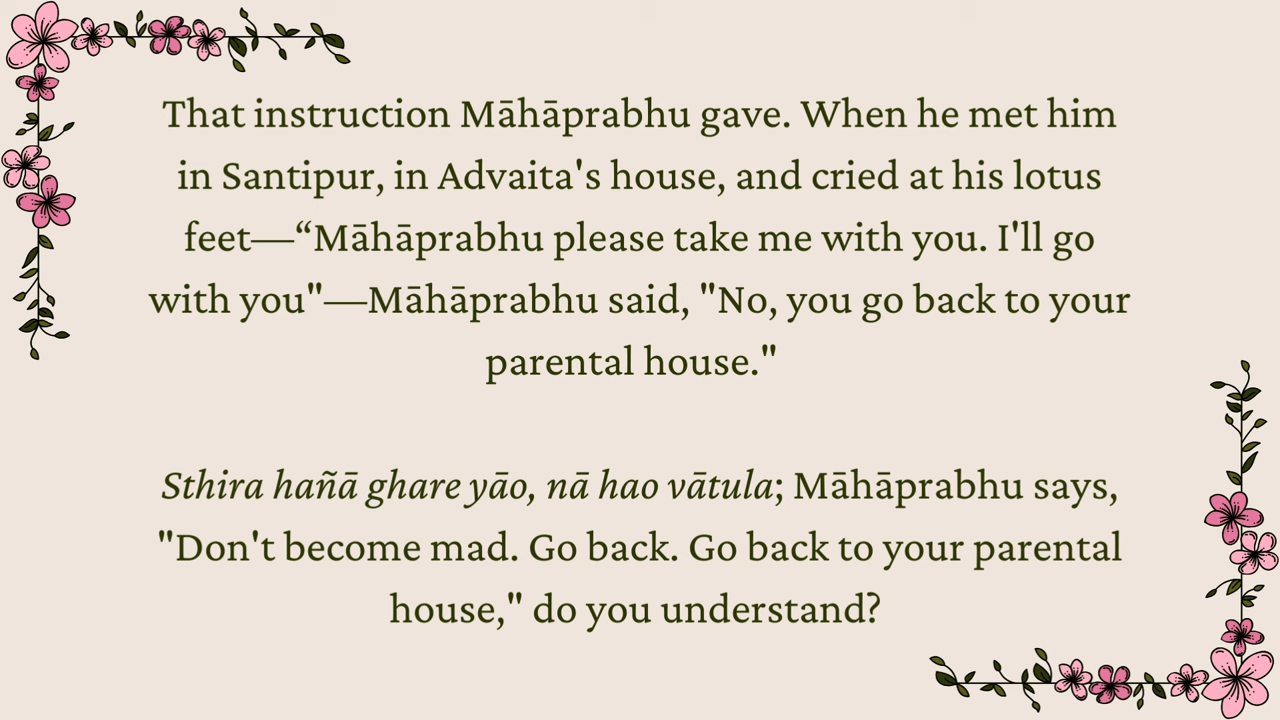 That instruction Māhāprabhu gave. When he met him
in Santipur, in Advaita's house, and cried at his lotus
feet—“Māhāprabhu please take me with you. I'll go
with you"—Māhāprabhu said, "No, you go back to your
parental house."
Sthira hañā ghare yāo, nā hao vātula; Māhāprabhu says,
"Don't become mad. Go back. Go back to your parental
house," do you understand?